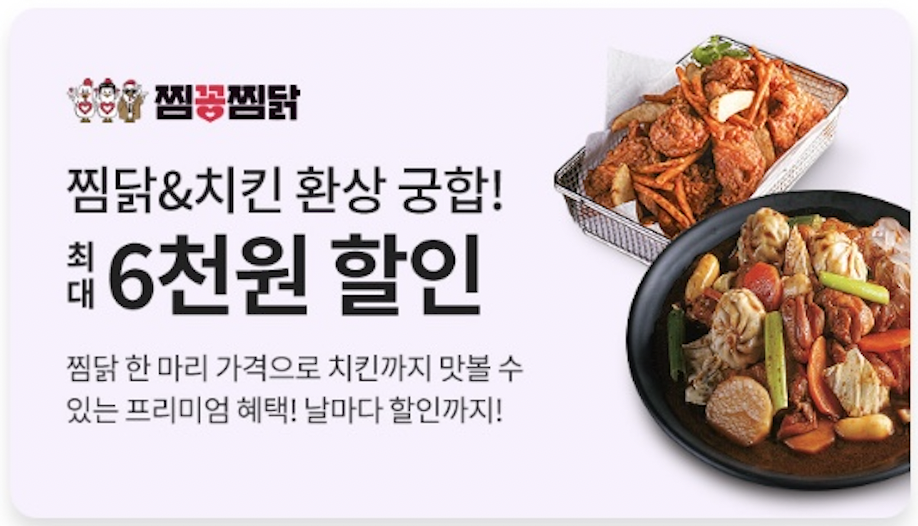 찜꽁찜닭
찜닭&치킨 환상 궁합!
최대 6천원 할인
찜닭 한 마리 가격으로 치킨까지 맛볼 수
있는 프리미엄 혜택! 날마다 할인까지!